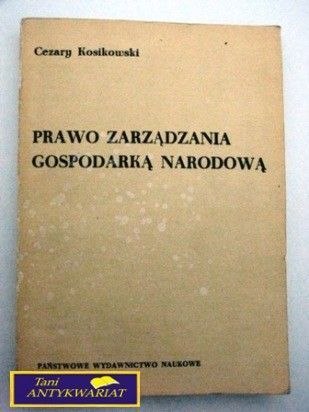 Cezary Kosikowski
PRAWO ZARZĄDZANIA
GOSPODARKĄ NARODOWĄ
PAŃSTWOWE WYDAWNICTWO NAUKOWE
Tani
ANTYKWARIAT